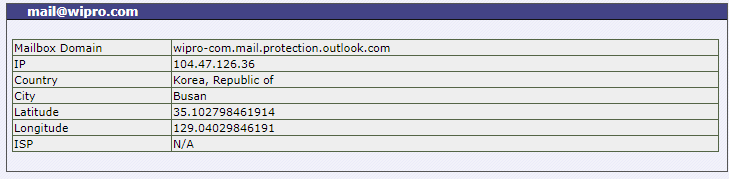 mail@wipro.com
Mailbox Domain wipro-com.mail.protection.outlook.com
IP 104.47.126.36
Country Korea, Republic of
City Busan
Latitude 35.102798461914
Longitude 129.04029846191
ISP N/A